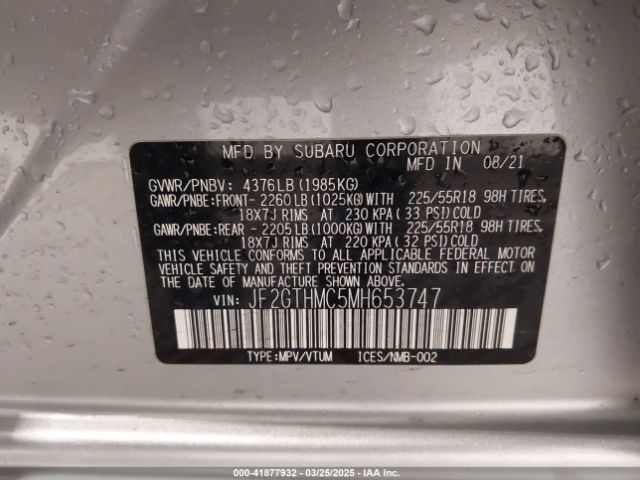 MFD BY SUBARU CORPORATION
MFD IN 08/21
GVWR/PNBV: 4376LB(1985KG)
GAWR/PNBE:FRONT-2260LB(1025KG)WITH 225/55R18 98H TIRES,
18X7J RIMS AT 230 KPA(33 PSI)COLD
GAWR/PNBE:REAR -2205LB(1000KG)WITH 225/55R18 98H TIRES,
18X7J RIMS AT 220 KPA(32 PSI)COLD
THIS VEHICLE CONFORMS TO ALL APPLICABLE FEDERAL MOTOR
VEHICLE SAFETY AND THEFT PREVENTION STANDARDS IN EFFECT ON
THE DATE OF MANUFACTURE SHOWN ABOVE.
VIN: JF2GTHMC5MH653747
TYPE:MPV/VTUM ICES/NMB-002
000-41877932 - 03/25/2025 - IAA Inc.